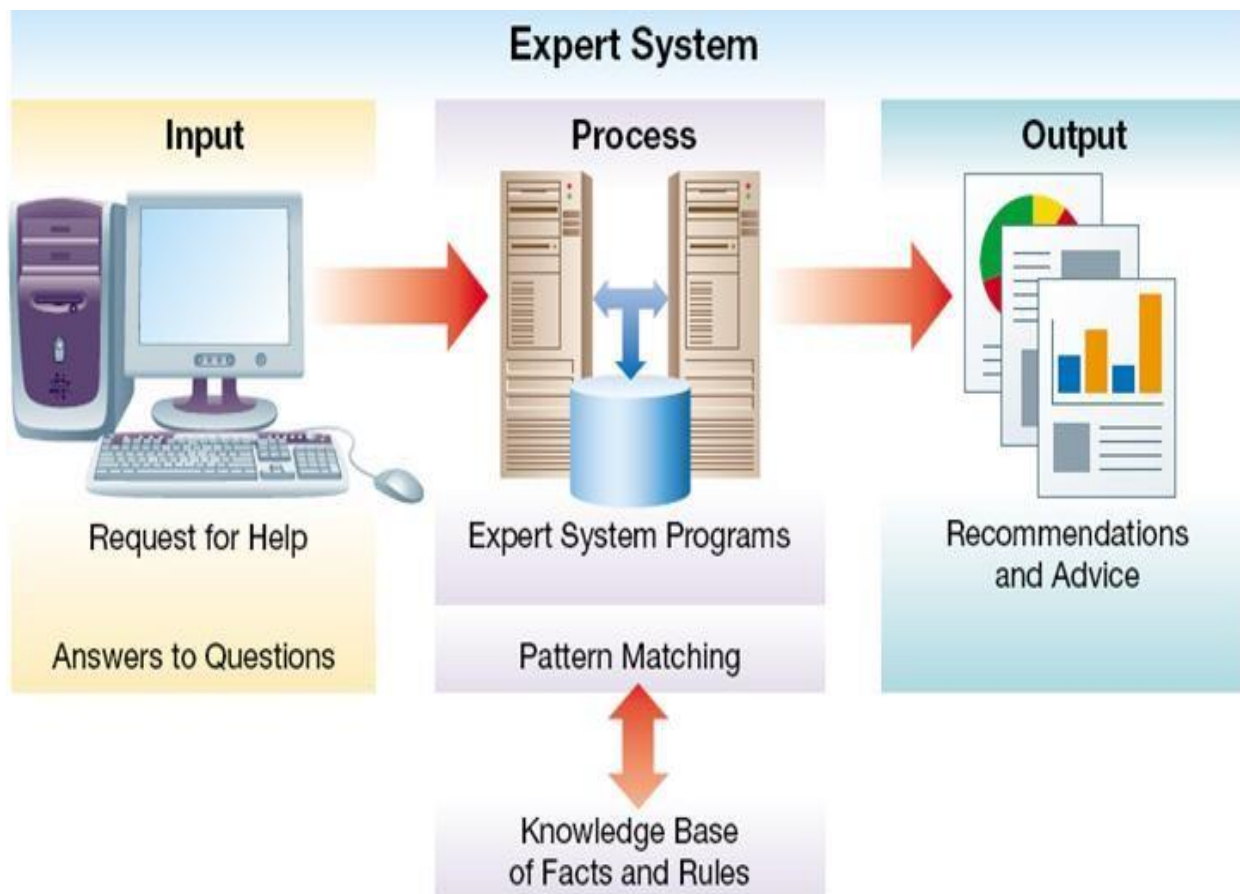 Expert System
Input
Process
Output
Request for Help
Answers to Questions
Expert System Programs
Pattern Matching
Knowledge Base
of Facts and Rules
Recommendations
and Advice